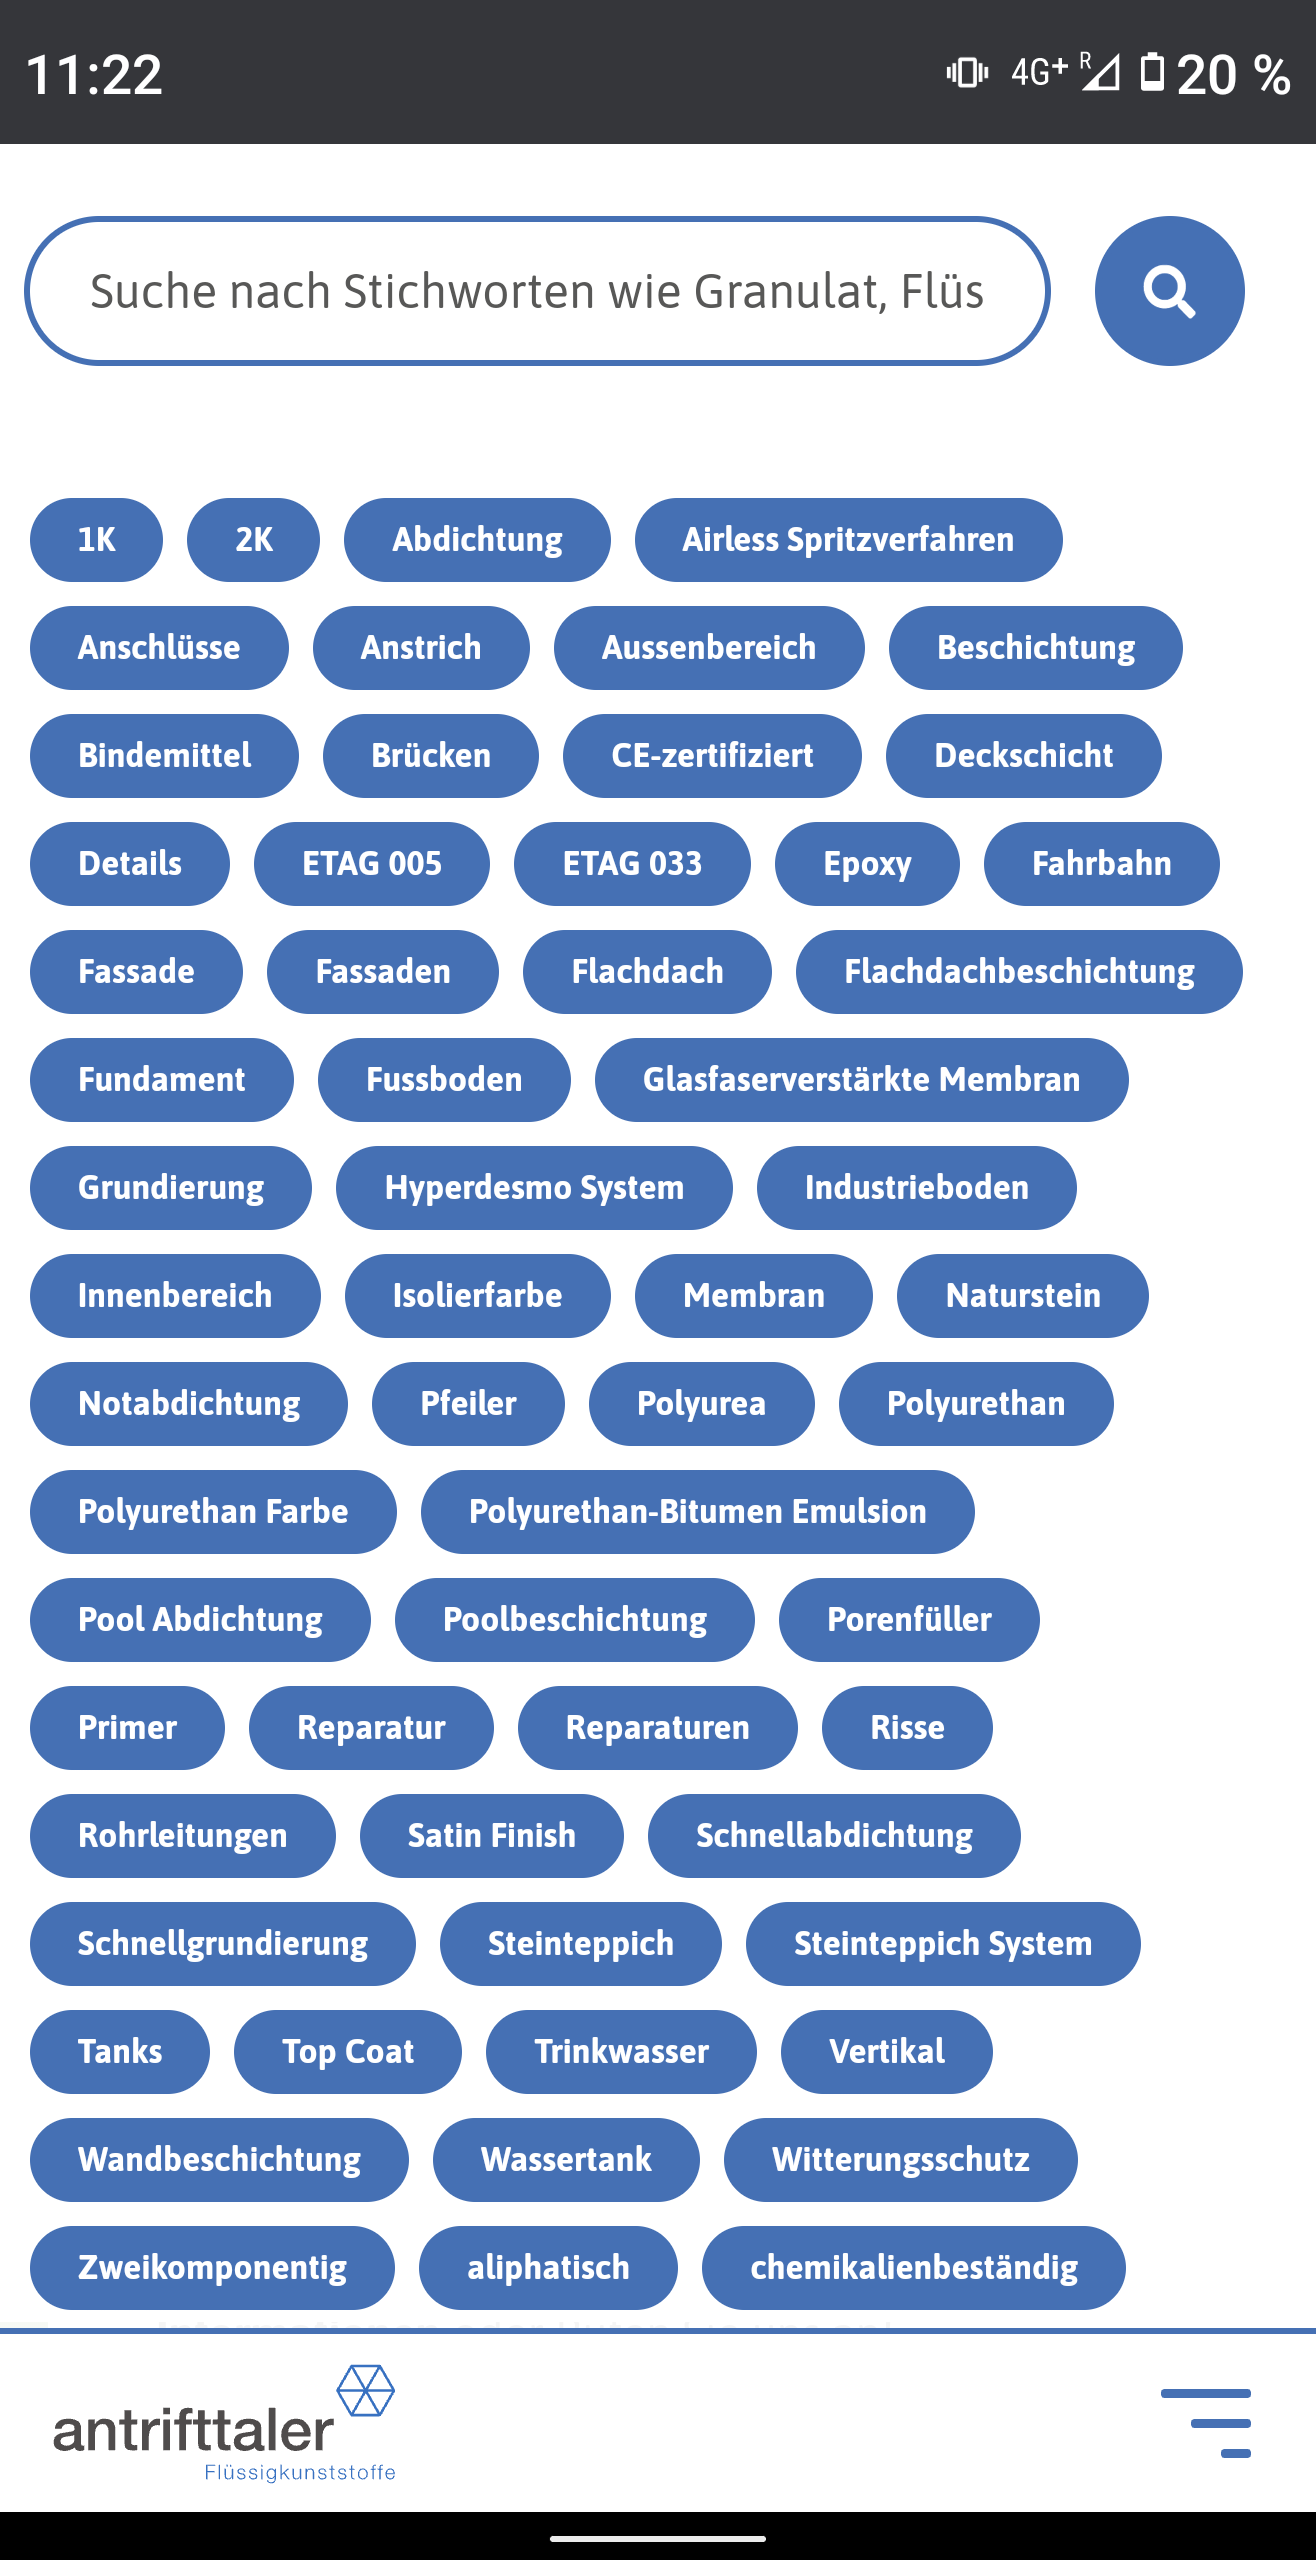 11:22 4G+ R 20 %
Suche nach Stichworten wie Granulat, Flüs
1K 2K Abdichtung Airless Spritzverfahren
Anschlüsse Anstrich Aussenbereich Beschichtung
Bindemittel Brücken CE-zertifiziert Deckschicht
Details ETAG 005 ETAG 033 Epoxy Fahrbahn
Fassade Fassaden Flachdach Flachdachbeschichtung
Fundament Fussboden Glasfaserverstärkte Membran
Grundierung Hyperdesmo System Industrieboden
Innenbereich Isolierfarbe Membran Naturstein
Notabdichtung Pfeiler Polyurea Polyurethan
Polyurethan Farbe Polyurethan-Bitumen Emulsion
Pool Abdichtung Poolbeschichtung Porenfüller
Primer Reparatur Reparaturen Risse
Rohrleitungen Satin Finish Schnellabdichtung
Schnellgrundierung Steinteppich Steinteppich System
Tanks Top Coat Trinkwasser Vertikal
Wandbeschichtung Wassertank Witterungsschutz
Zweikomponentig aliphatisch chemikalienbeständig
antrifttaler
Flüssigkunststoffe